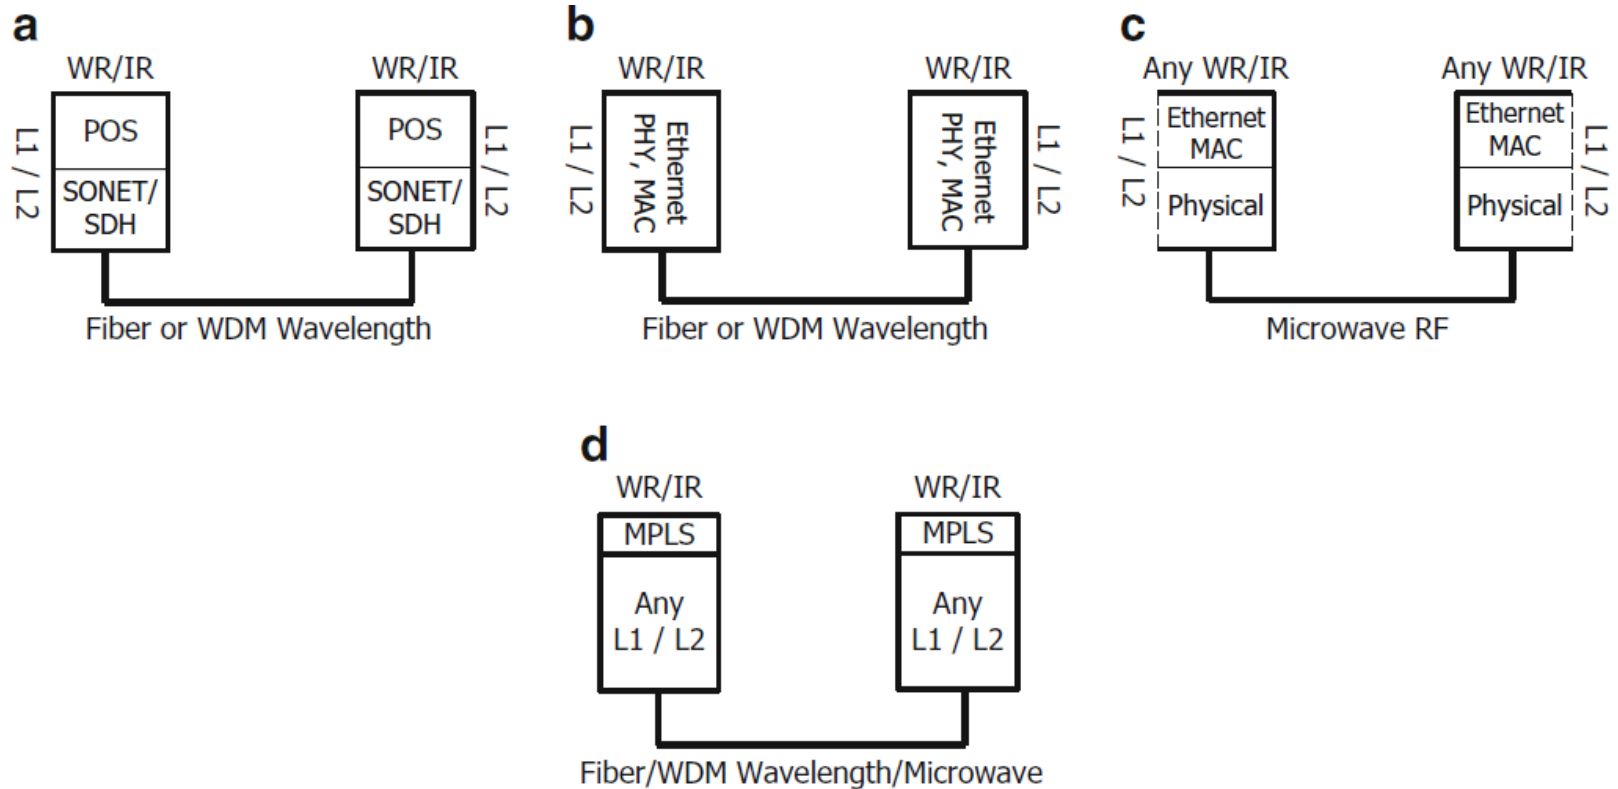 a
WR/IR
WR/IR
L1 / L2
POS
SONET/
SDH
POS
SONET/
SDH
L1 / L2
Fiber or WDM Wavelength
b
WR/IR
WR/IR
L1 / L2
Ethernet
PHY, MAC
Ethernet
PHY, MAC
L1 / L2
Fiber or WDM Wavelength
c
Any WR/IR
Any WR/IR
L1 / L2
Ethernet
MAC
Physical
Ethernet
MAC
Physical
L1 / L2
Microwave RF
d
WR/IR
WR/IR
MPLS
Any
L1 / L2
MPLS
Any
L1 / L2
Fiber/WDM Wavelength/Microwave